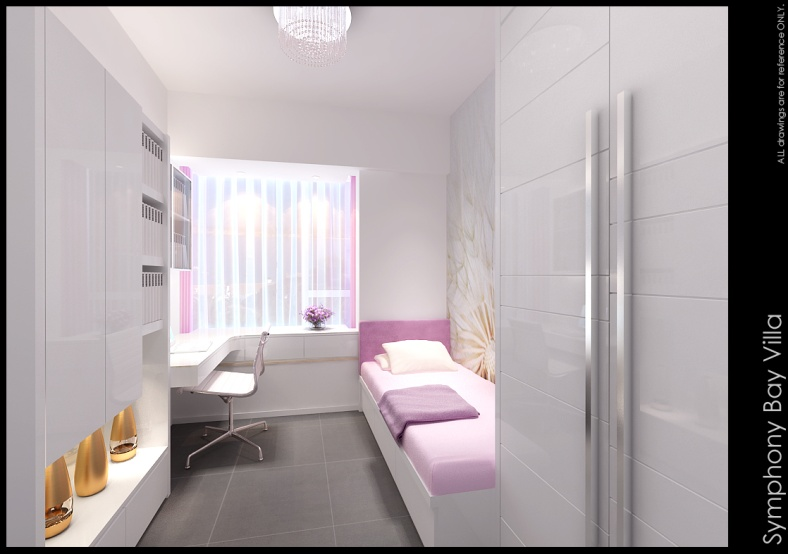 ALL drawings are for reference ONLY.
Symphony Bay Villa